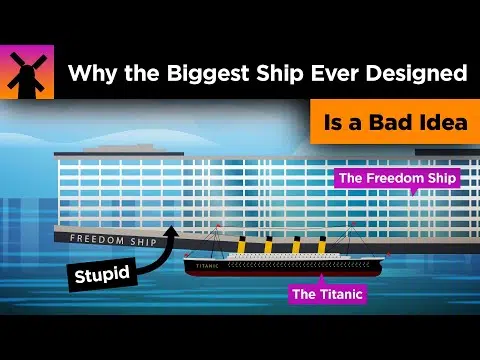 Why the Biggest Ship Ever Designed
Is a Bad Idea
The Freedom Ship
FREEDOM SHIP
Stupid
TITANIC
The Titanic